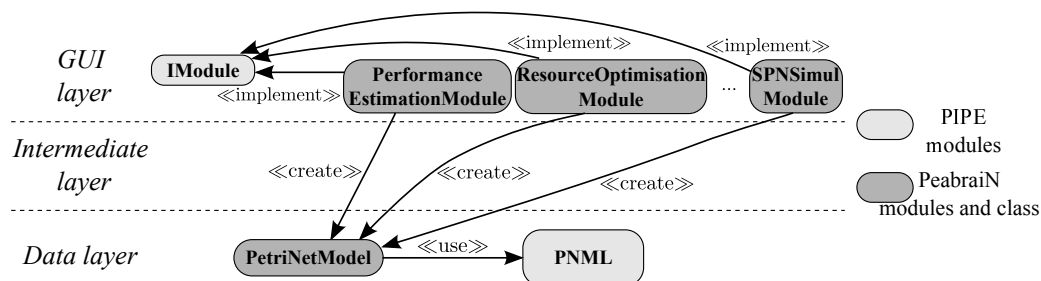 GUI
layer
IModule
≪implement≫
Performance
EstimationModule
≪implement≫
ResourceOptimisation
Module
...
≪implement≫
SPNSimul
Module
PIPE
modules
Intermediate
layer
≪create≫
≪create≫
≪create≫
PeabraiN
modules and class
Data layer
PetriNetModel
≪use≫
PNML